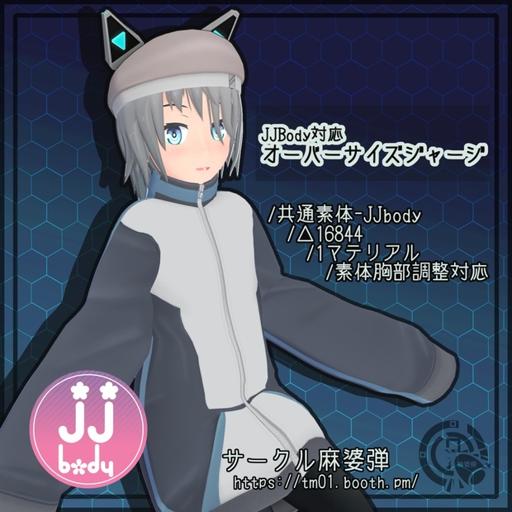 JJBody対応
オーバーサイズジャージ
/共通素体-JJbody
/△16844
/1マテリアル
/素体胸部調整対応
JJ
body
サークル麻婆弾
https://tm01.booth.pm/